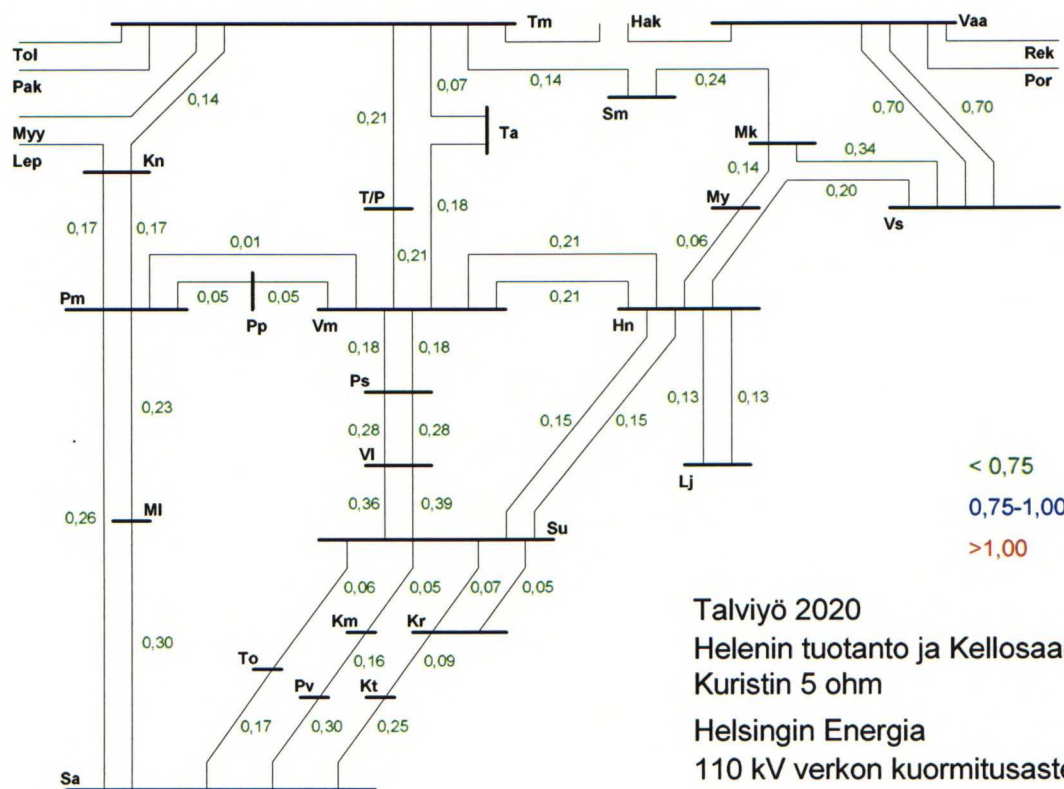 Tm
Hak
Vaa
Tol
Rek
Pak
0,14
0,07
0,14
0,24
0,70
0,70
Por
0,21
Sm
Myy
Ta
Mk
0,34
Lep
Kn
0,14
0,20
T/P
0,18
My
Vs
0,17
0,17
0,01
0,21
0,21
0,06
Pm
0,05
0,05
0,21
Pp
Vm
Hn
0,18
0,18
Ps
0,23
0,15
0,15
0,13
0,13
0,28
0,28
Vl
Lj
< 0,75
0,26
Ml
0,36
0,39
0,75-1,00
Su
>1,00
0,06
0,05
0,07
0,05
Talviyö 2020
Km
Kr
Helenin tuotanto ja Kellosaa
0,30
To
0,16
0,09
Kuristin 5 ohm
Pv
Kt
0,17
0,30
0,25
Helsingin Energia
Sa
110 kV verkon kuormitusaste